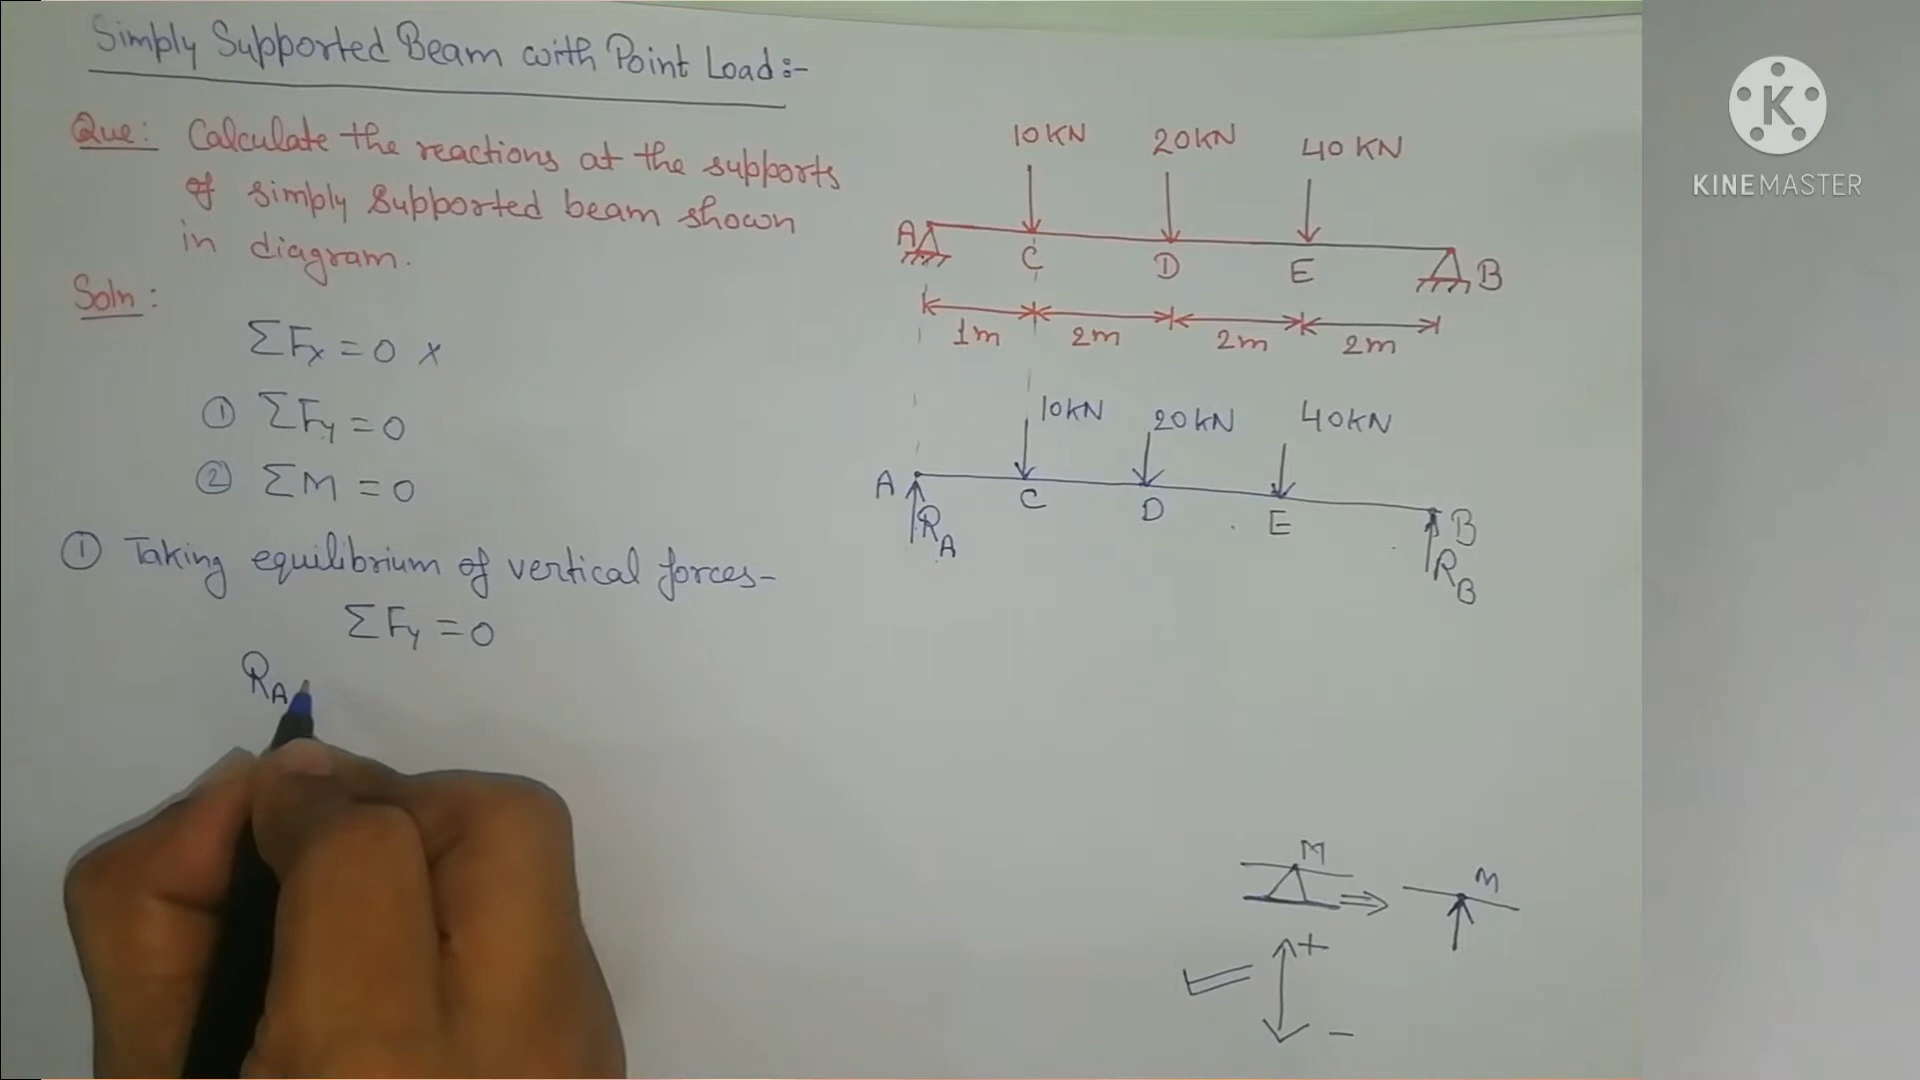 Simply Supported Beam with Point Load:-
Que: Calculate the reactions at the supports
of simply supported beam shown
in diagram.
Soln:
ΣFx = 0 x
① ΣFy = 0
② ΣM = 0
① Taking equilibrium of vertical forces-
ΣFy = 0
RA
10KN 20KN 40 KN
A C D E B
1m 2m 2m 2m
10KN 20KN 40KN
A C D E B
RA RB
M M
+
-
K
KINEMASTER